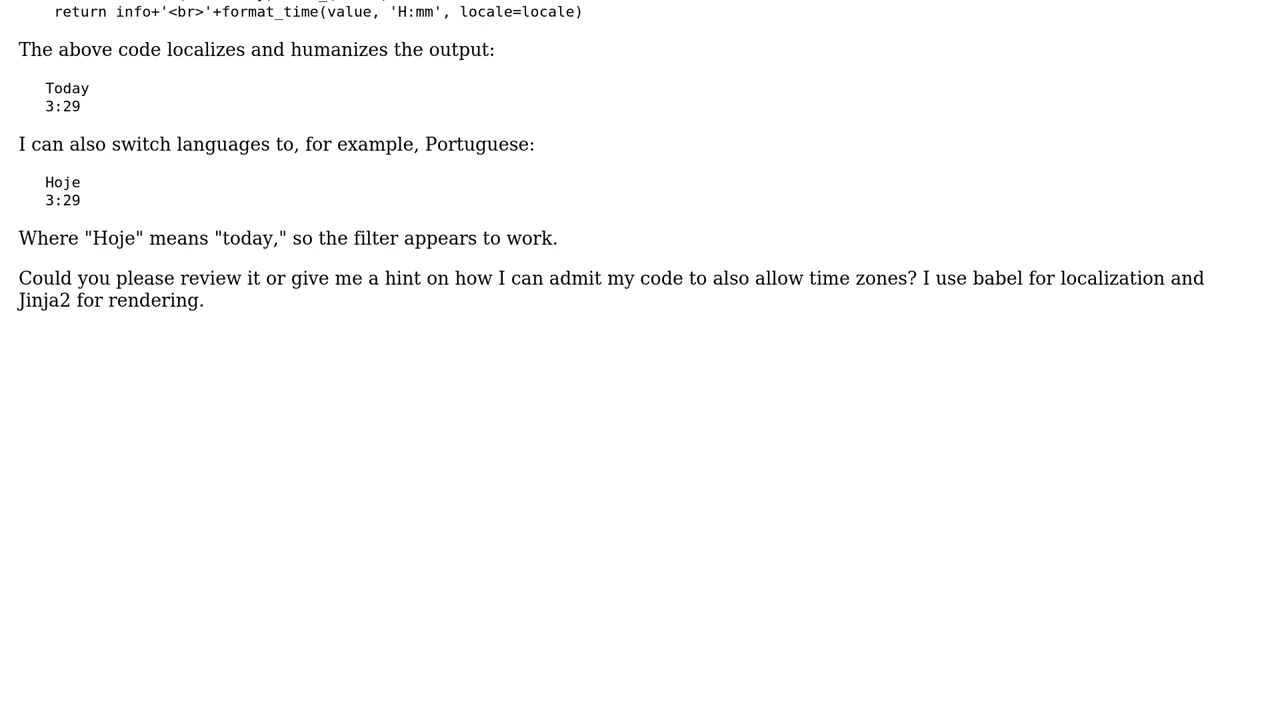 return info+'<br>'+format_time(value, 'H:mm', locale=locale)
The above code localizes and humanizes the output:
Today
3:29
I can also switch languages to, for example, Portuguese:
Hoje
3:29
Where "Hoje" means "today," so the filter appears to work.
Could you please review it or give me a hint on how I can admit my code to also allow time zones? I use babel for localization and
Jinja2 for rendering.